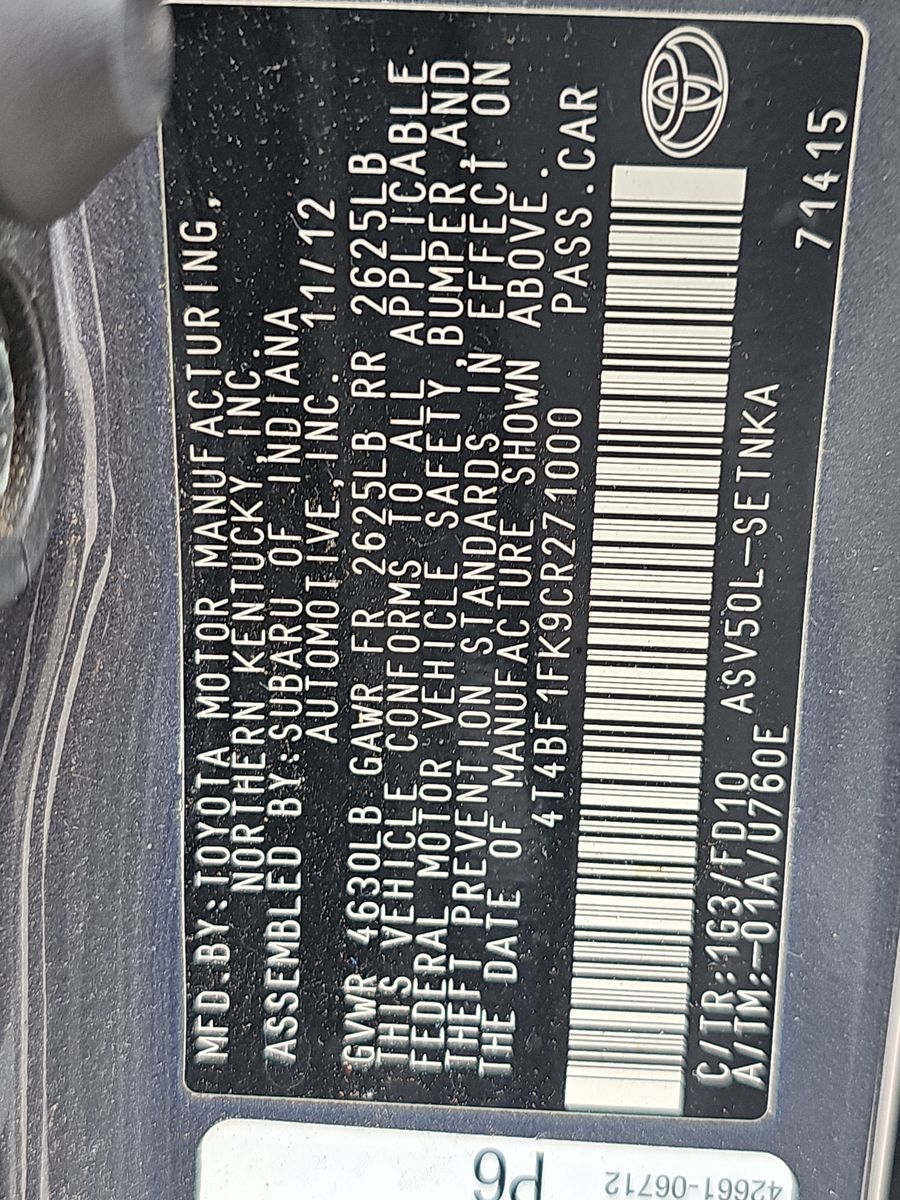 MFD.BY:TOYOTA MOTOR MANUFACTURING,
NORTHERN KENTUCKY,INC.
ASSEMBLED BY:SUBARU OF INDIANA
AUTOMOTIVE,INC. 11/12
GVWR 4630LB GAWR FR 2625LB RR 2625LB
THIS VEHICLE CONFORMS TO ALL APPLICABLE
FEDERAL MOTOR VEHICLE SAFETY,BUMPER,AND
THEFT PREVENTION STANDARDS IN EFFECT ON
THE DATE OF MANUFACTURE SHOWN ABOVE.
4T4BF1FK9CR271000 PASS.CAR
C/TR:1G3/FD10 ASV50L-SETNKA
A/TM:-01A/U760E 71415
P6
42661-06712